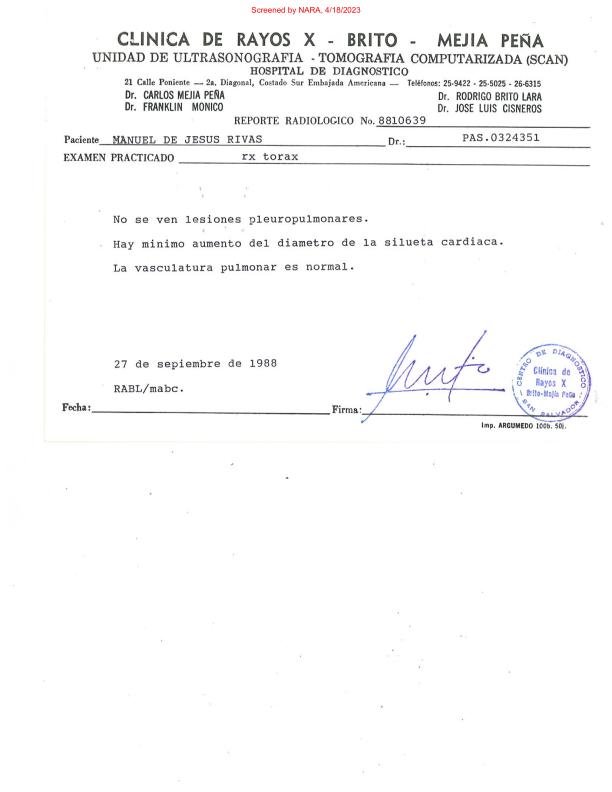 Screened by NARA, 4/18/2023
CLINICA DE RAYOS X - BRITO - MEJIA PEÑA
UNIDAD DE ULTRASONOGRAFIA - TOMOGRAFIA COMPUTARIZADA (SCAN)
HOSPITAL DE DIAGNOSTICO
21 Calle Poniente — 2a, Diagonal, Costado Sur Embajada Americana — Teléfonos: 25-9422 - 25-5025 - 26-6315
Dr. CARLOS MEJIA PEÑA Dr. RODRIGO BRITO LARA
Dr. FRANKLIN MONICO Dr. JOSE LUIS CISNEROS
REPORTE RADIOLOGICO No. 8810639
Paciente MANUEL DE JESUS RIVAS Dr.: PAS.0324351
EXAMEN PRACTICADO rx torax
No se ven lesiones pleuropulmonares.
Hay minimo aumento del diametro de la silueta cardiaca.
La vasculatura pulmonar es normal.
27 de sepiembre de 1988
RABL/mabc.
Fecha: Firma: Brito
CENTRO DE DIAGNOSTICO
Clínica de
Rayos X
Brito-Mejía Peña
SAN SALVADOR
Imp. ARGUMEDO 100b. 50j.